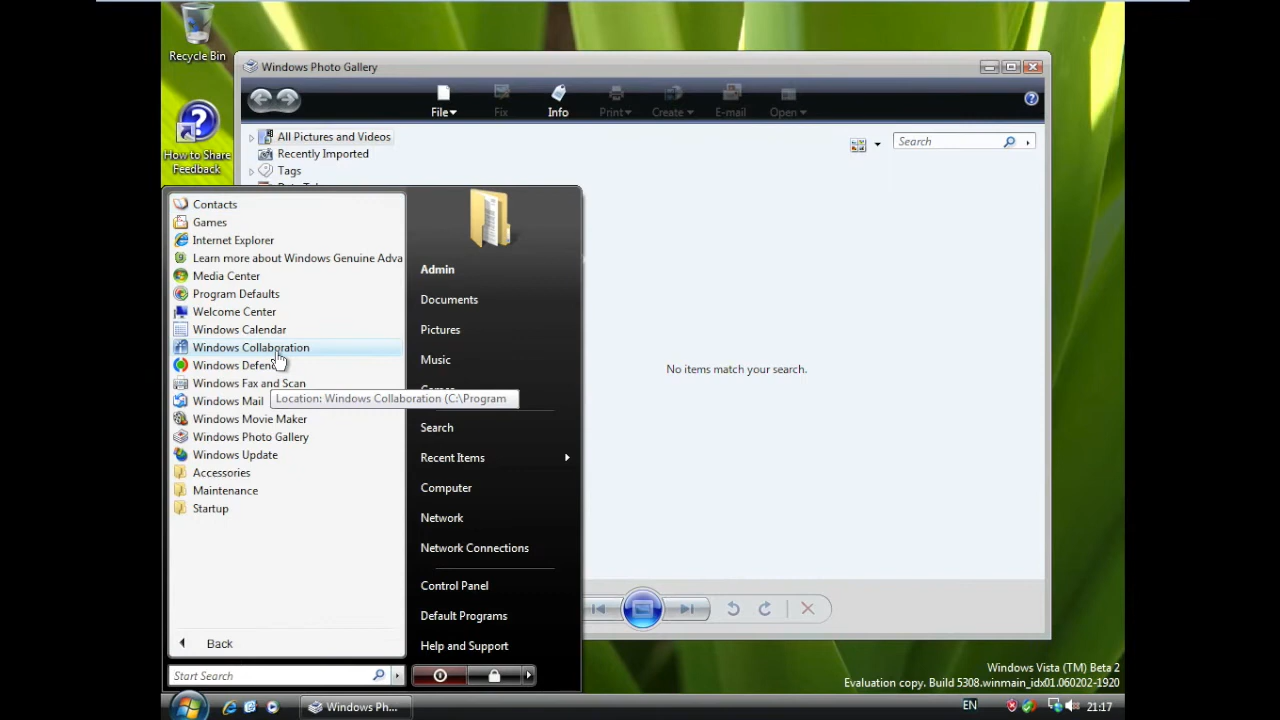 Recycle Bin
How to Share
Feedback
Windows Photo Gallery
File
Fix
Info
Print
Create
E-mail
Open
All Pictures and Videos
Recently Imported
Tags
Search
No items match your search.
Contacts
Games
Internet Explorer
Learn more about Windows Genuine Adva
Media Center
Program Defaults
Welcome Center
Windows Calendar
Windows Collaboration
Windows Defen
Windows Fax and Scan
Windows Mail
Location: Windows Collaboration (C:\Program
Windows Movie Maker
Windows Photo Gallery
Windows Update
Accessories
Maintenance
Startup
Back
Start Search
Admin
Documents
Pictures
Music
Search
Recent Items
Computer
Network
Network Connections
Control Panel
Default Programs
Help and Support
Windows Vista (TM) Beta 2
Evaluation copy. Build 5308.winmain_idx01.060202-1920
Windows Ph...
EN
21:17